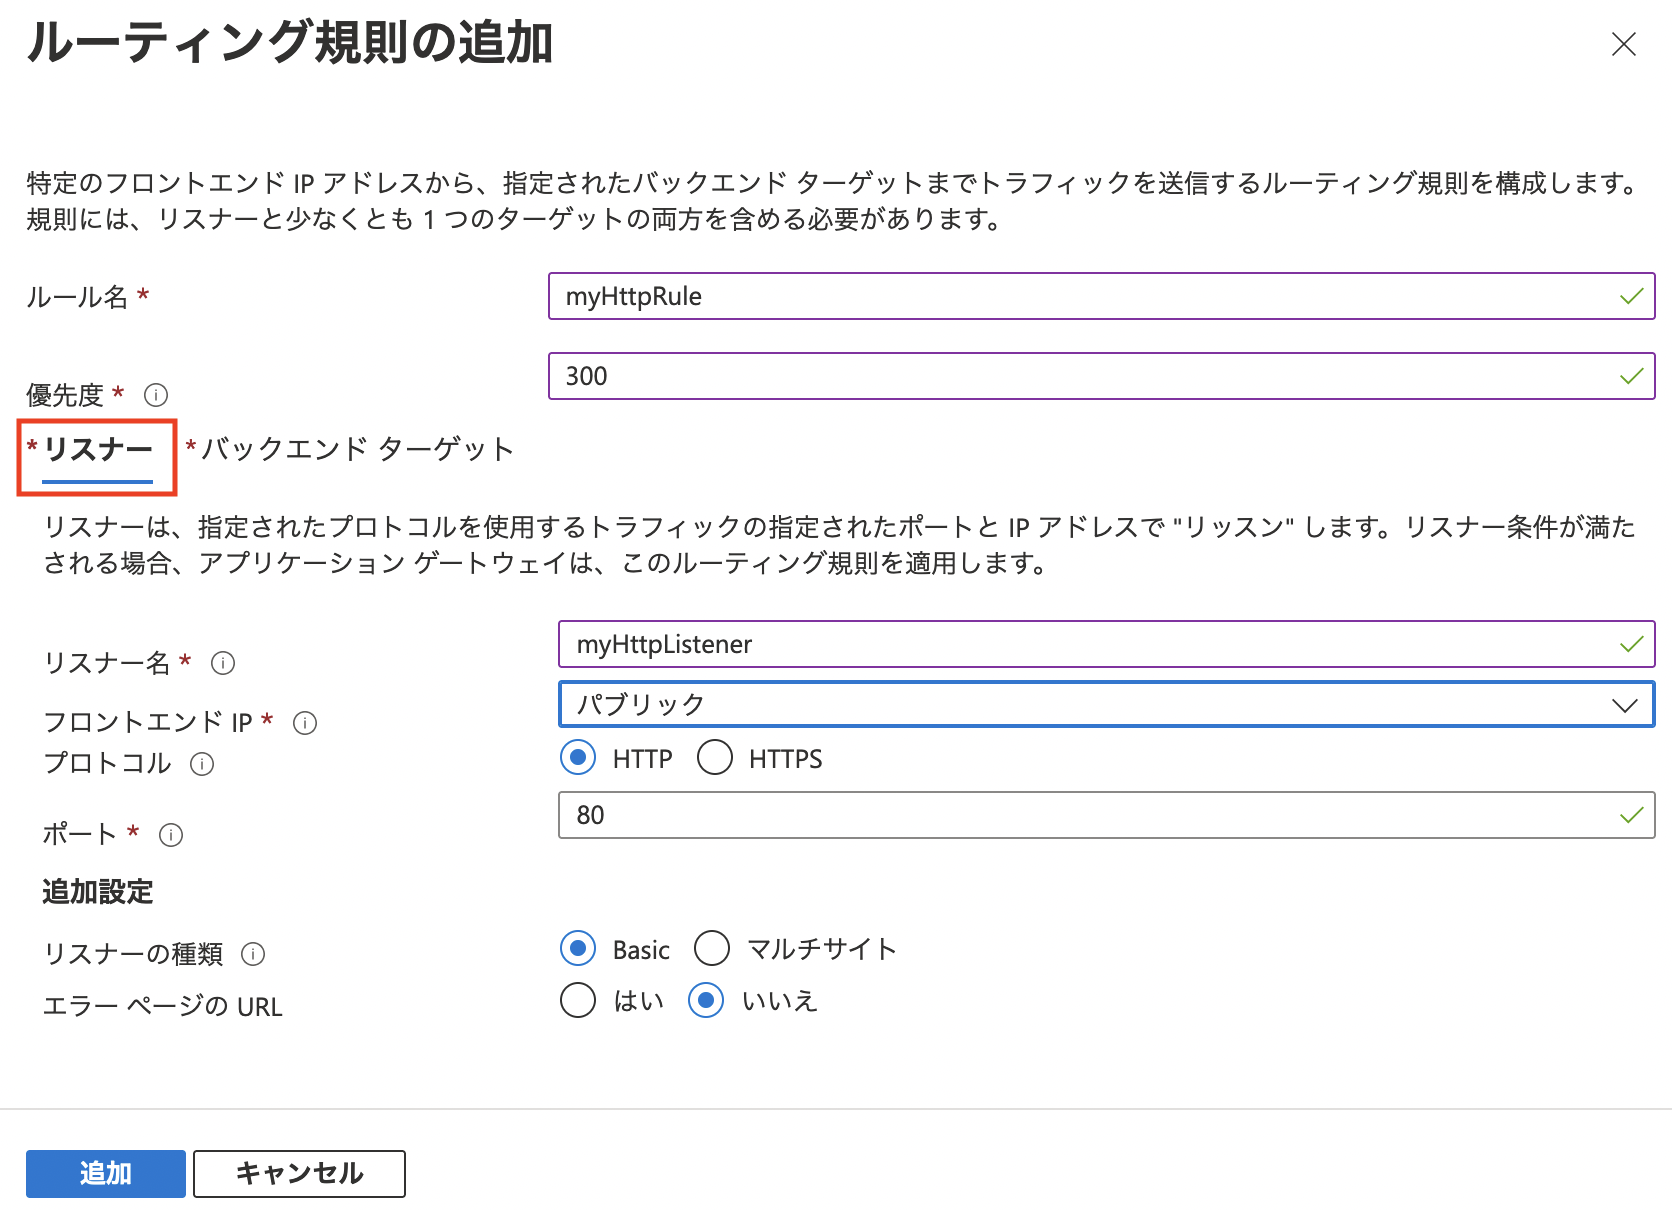 ルーティング規則の追加
特定のフロントエンド IP アドレスから、指定されたバックエンド ターゲットまでトラフィックを送信するルーティング規則を構成します。
規則には、リスナーと少なくとも 1 つのターゲットの両方を含める必要があります。
ルール名 *
myHttpRule
優先度 *
300
* リスナー * バックエンド ターゲット
リスナーは、指定されたプロトコルを使用するトラフィックの指定されたポートと IP アドレスで "リッスン" します。リスナー条件が満た
される場合、アプリケーション ゲートウェイは、このルーティング規則を適用します。
リスナー名 *
myHttpListener
フロントエンド IP *
パブリック
プロトコル
HTTP HTTPS
ポート *
80
追加設定
リスナーの種類
Basic マルチサイト
エラー ページの URL
はい いいえ
追加 キャンセル